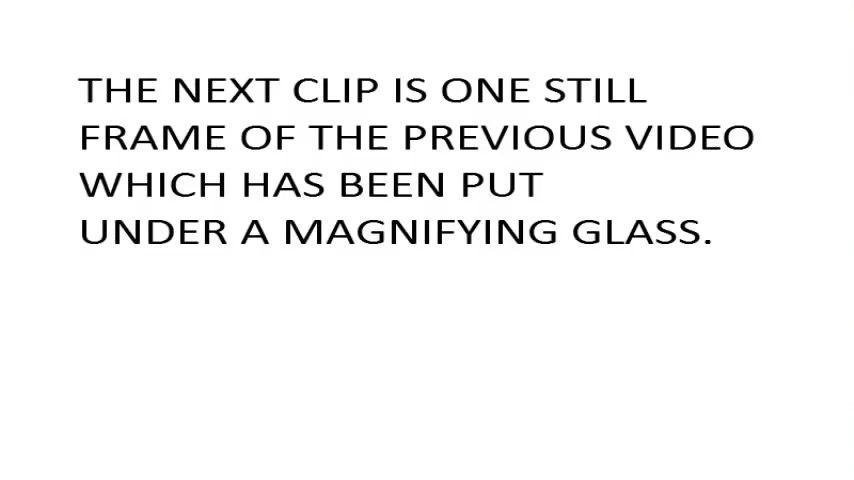 THE NEXT CLIP IS ONE STILL
FRAME OF THE PREVIOUS VIDEO
WHICH HAS BEEN PUT
UNDER A MAGNIFYING GLASS.